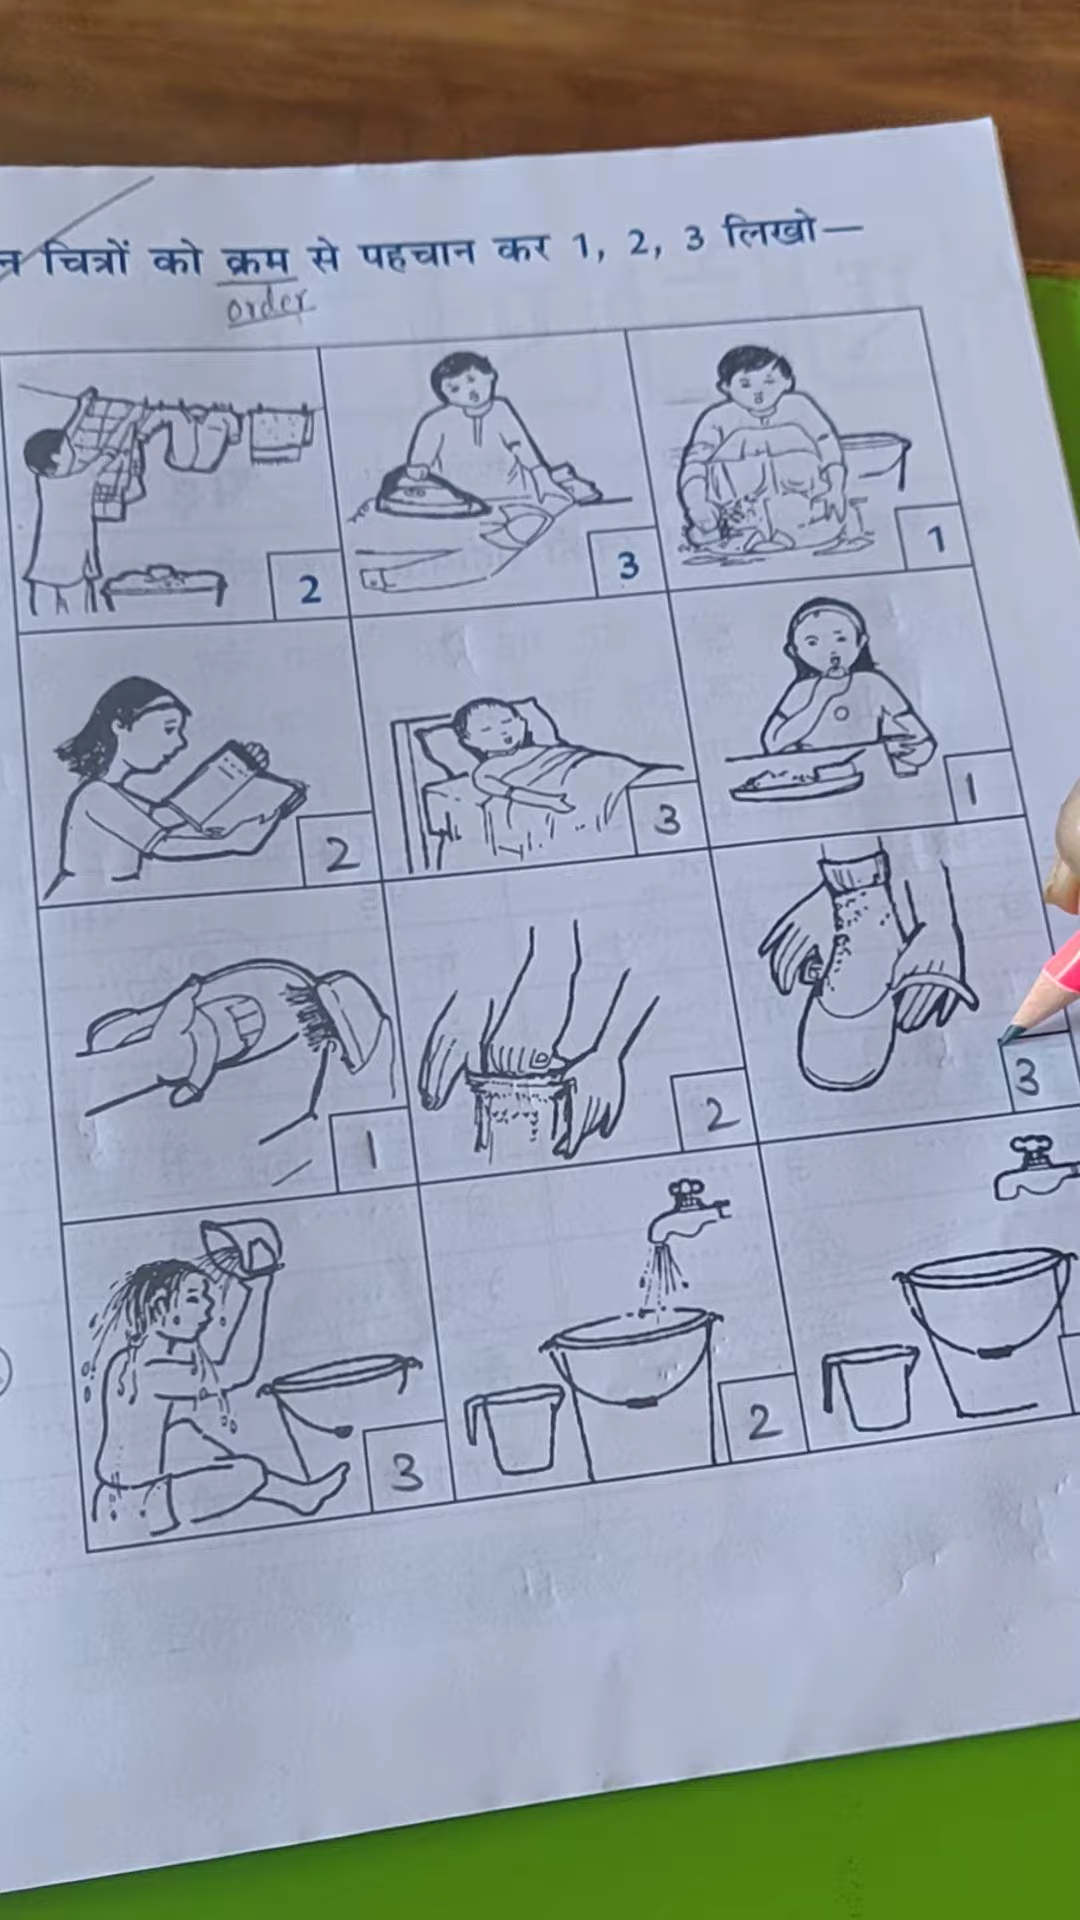 चित्रों को क्रम से पहचान कर 1, 2, 3 लिखो—
order
2 3 1
2 3 1
1 2 3
3 2